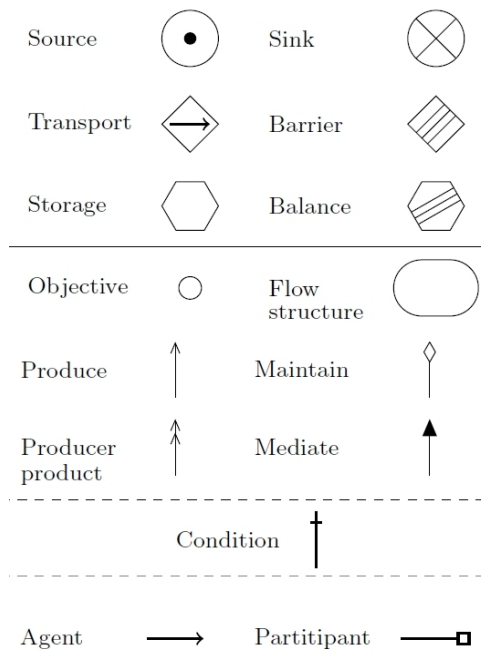 Source Sink
Transport Barrier
Storage Balance
Objective Flow
structure
Produce Maintain
Producer Mediate
product
Condition
Agent Partitipant